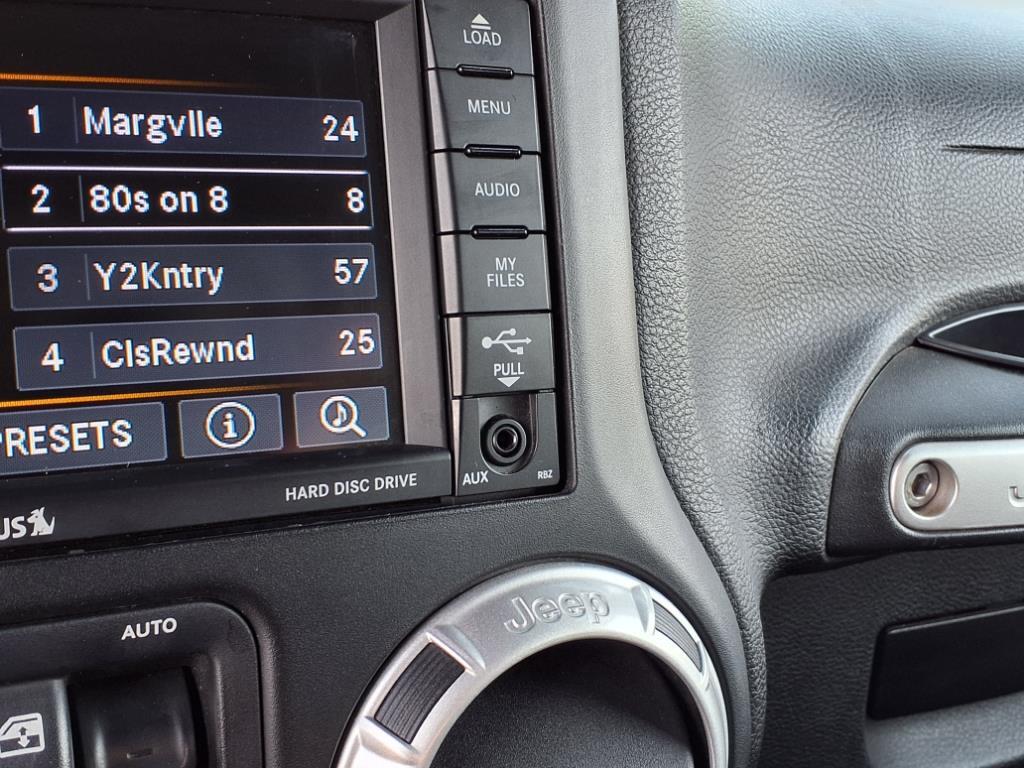 1 Margvlle 24
2 80s on 8 8
3 Y2Kntry 57
4 ClsRewnd 25
LOAD
MENU
AUDIO
MY
FILES
PULL
AUX
RBZ
HARD DISC DRIVE
AUTO
Jeep